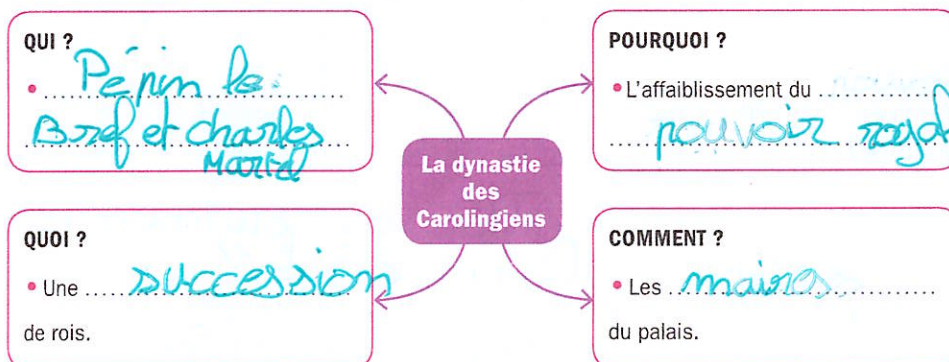 QUI ?
• Pépin le
Bref et charles
Martel
POURQUOI ?
• L'affaiblissement du
pouvoir royal
La dynastie
des
Carolingiens
QUOI ?
• Une succession
de rois.
COMMENT ?
• Les maires
du palais.